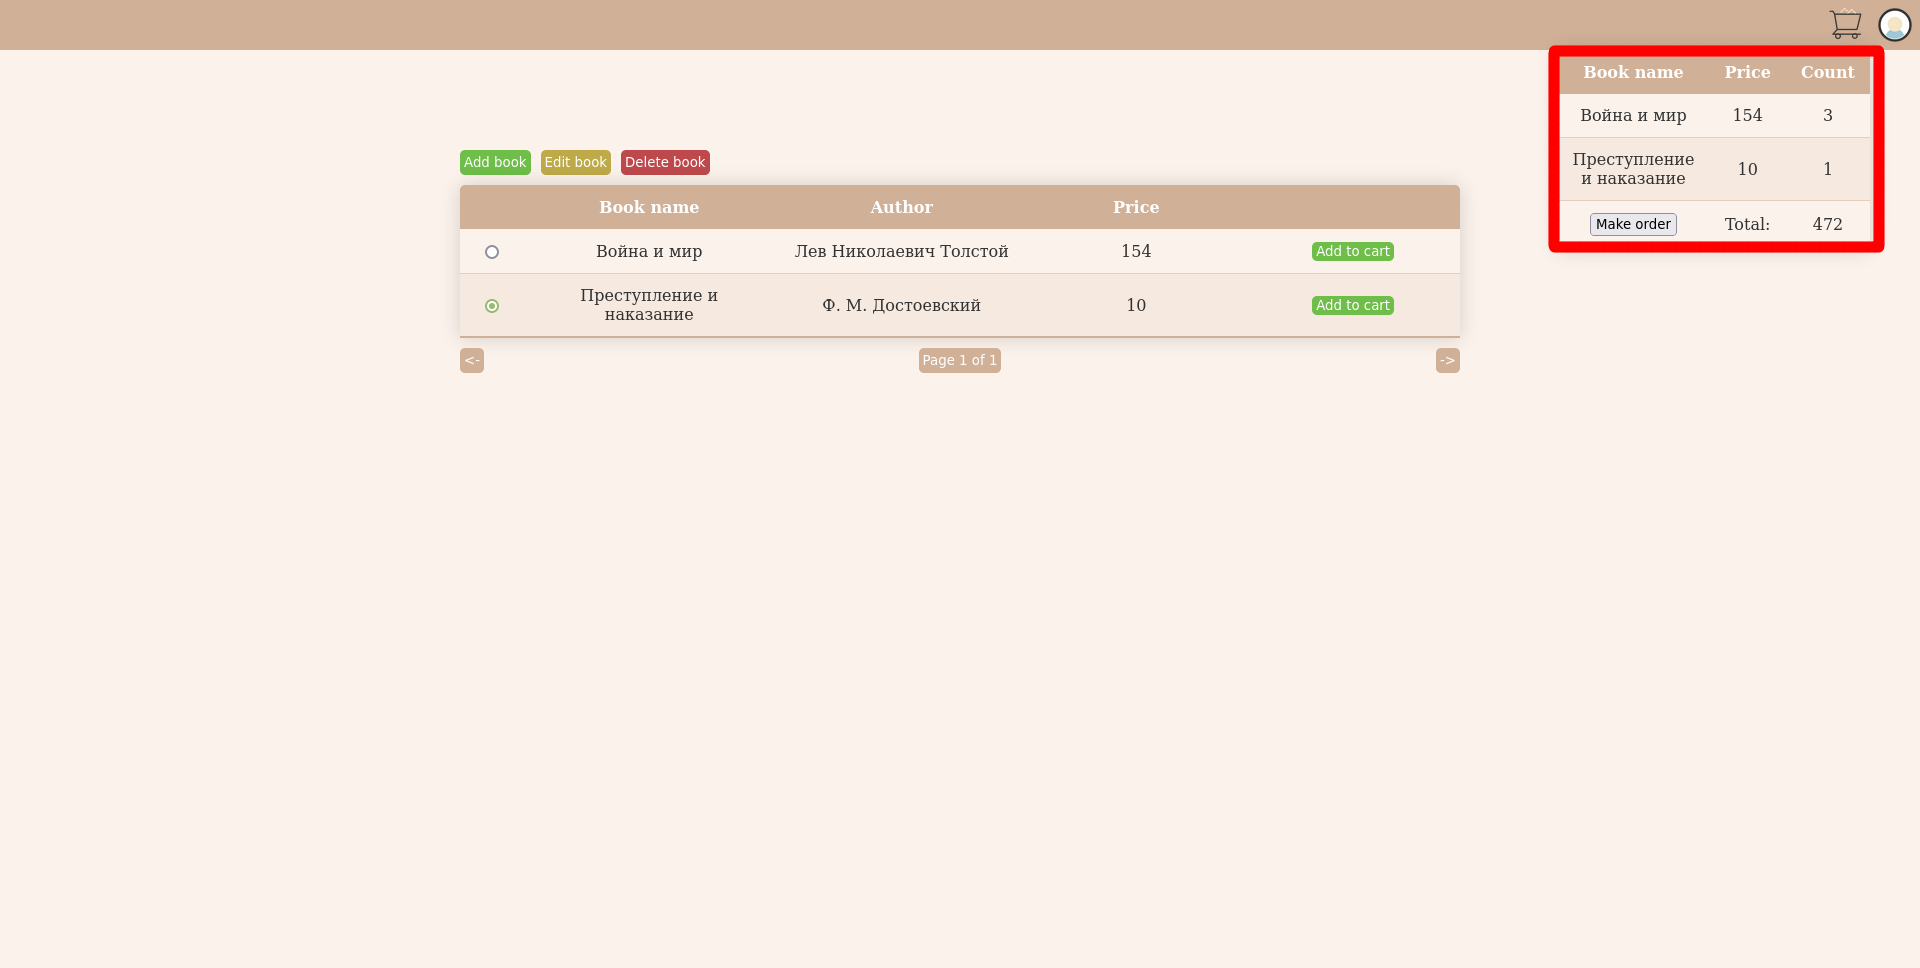 Book name Price Count
Война и мир 154 3
Преступление
и наказание 10 1
Make order Total: 472
Add book Edit book Delete book
Book name Author Price
Война и мир Лев Николаевич Толстой 154 Add to cart
Преступление и
наказание Ф. М. Достоевский 10 Add to cart
<- Page 1 of 1 ->